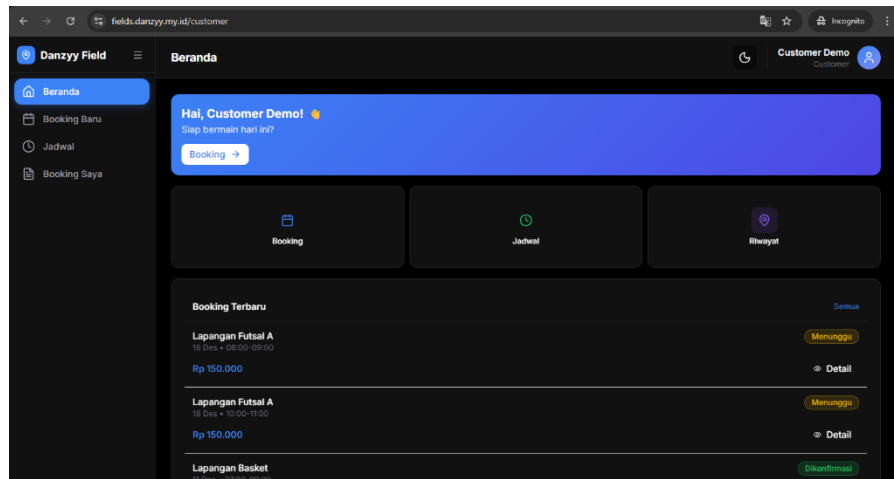 fields.danzyy.my.id/customer
Incognito
Danzyy Field
Beranda
Customer Demo
Customer
Beranda
Booking Baru
Jadwal
Booking Saya
Hai, Customer Demo! 👋
Siap bermain hari ini?
Booking →
Booking
Jadwal
Riwayat
Booking Terbaru
Semua
Lapangan Futsal A
Menunggu
18 Des • 08:00-09:00
Rp 150.000
Detail
Lapangan Futsal A
Menunggu
18 Des • 10:00-11:00
Rp 150.000
Detail
Lapangan Basket
Dikonfirmasi